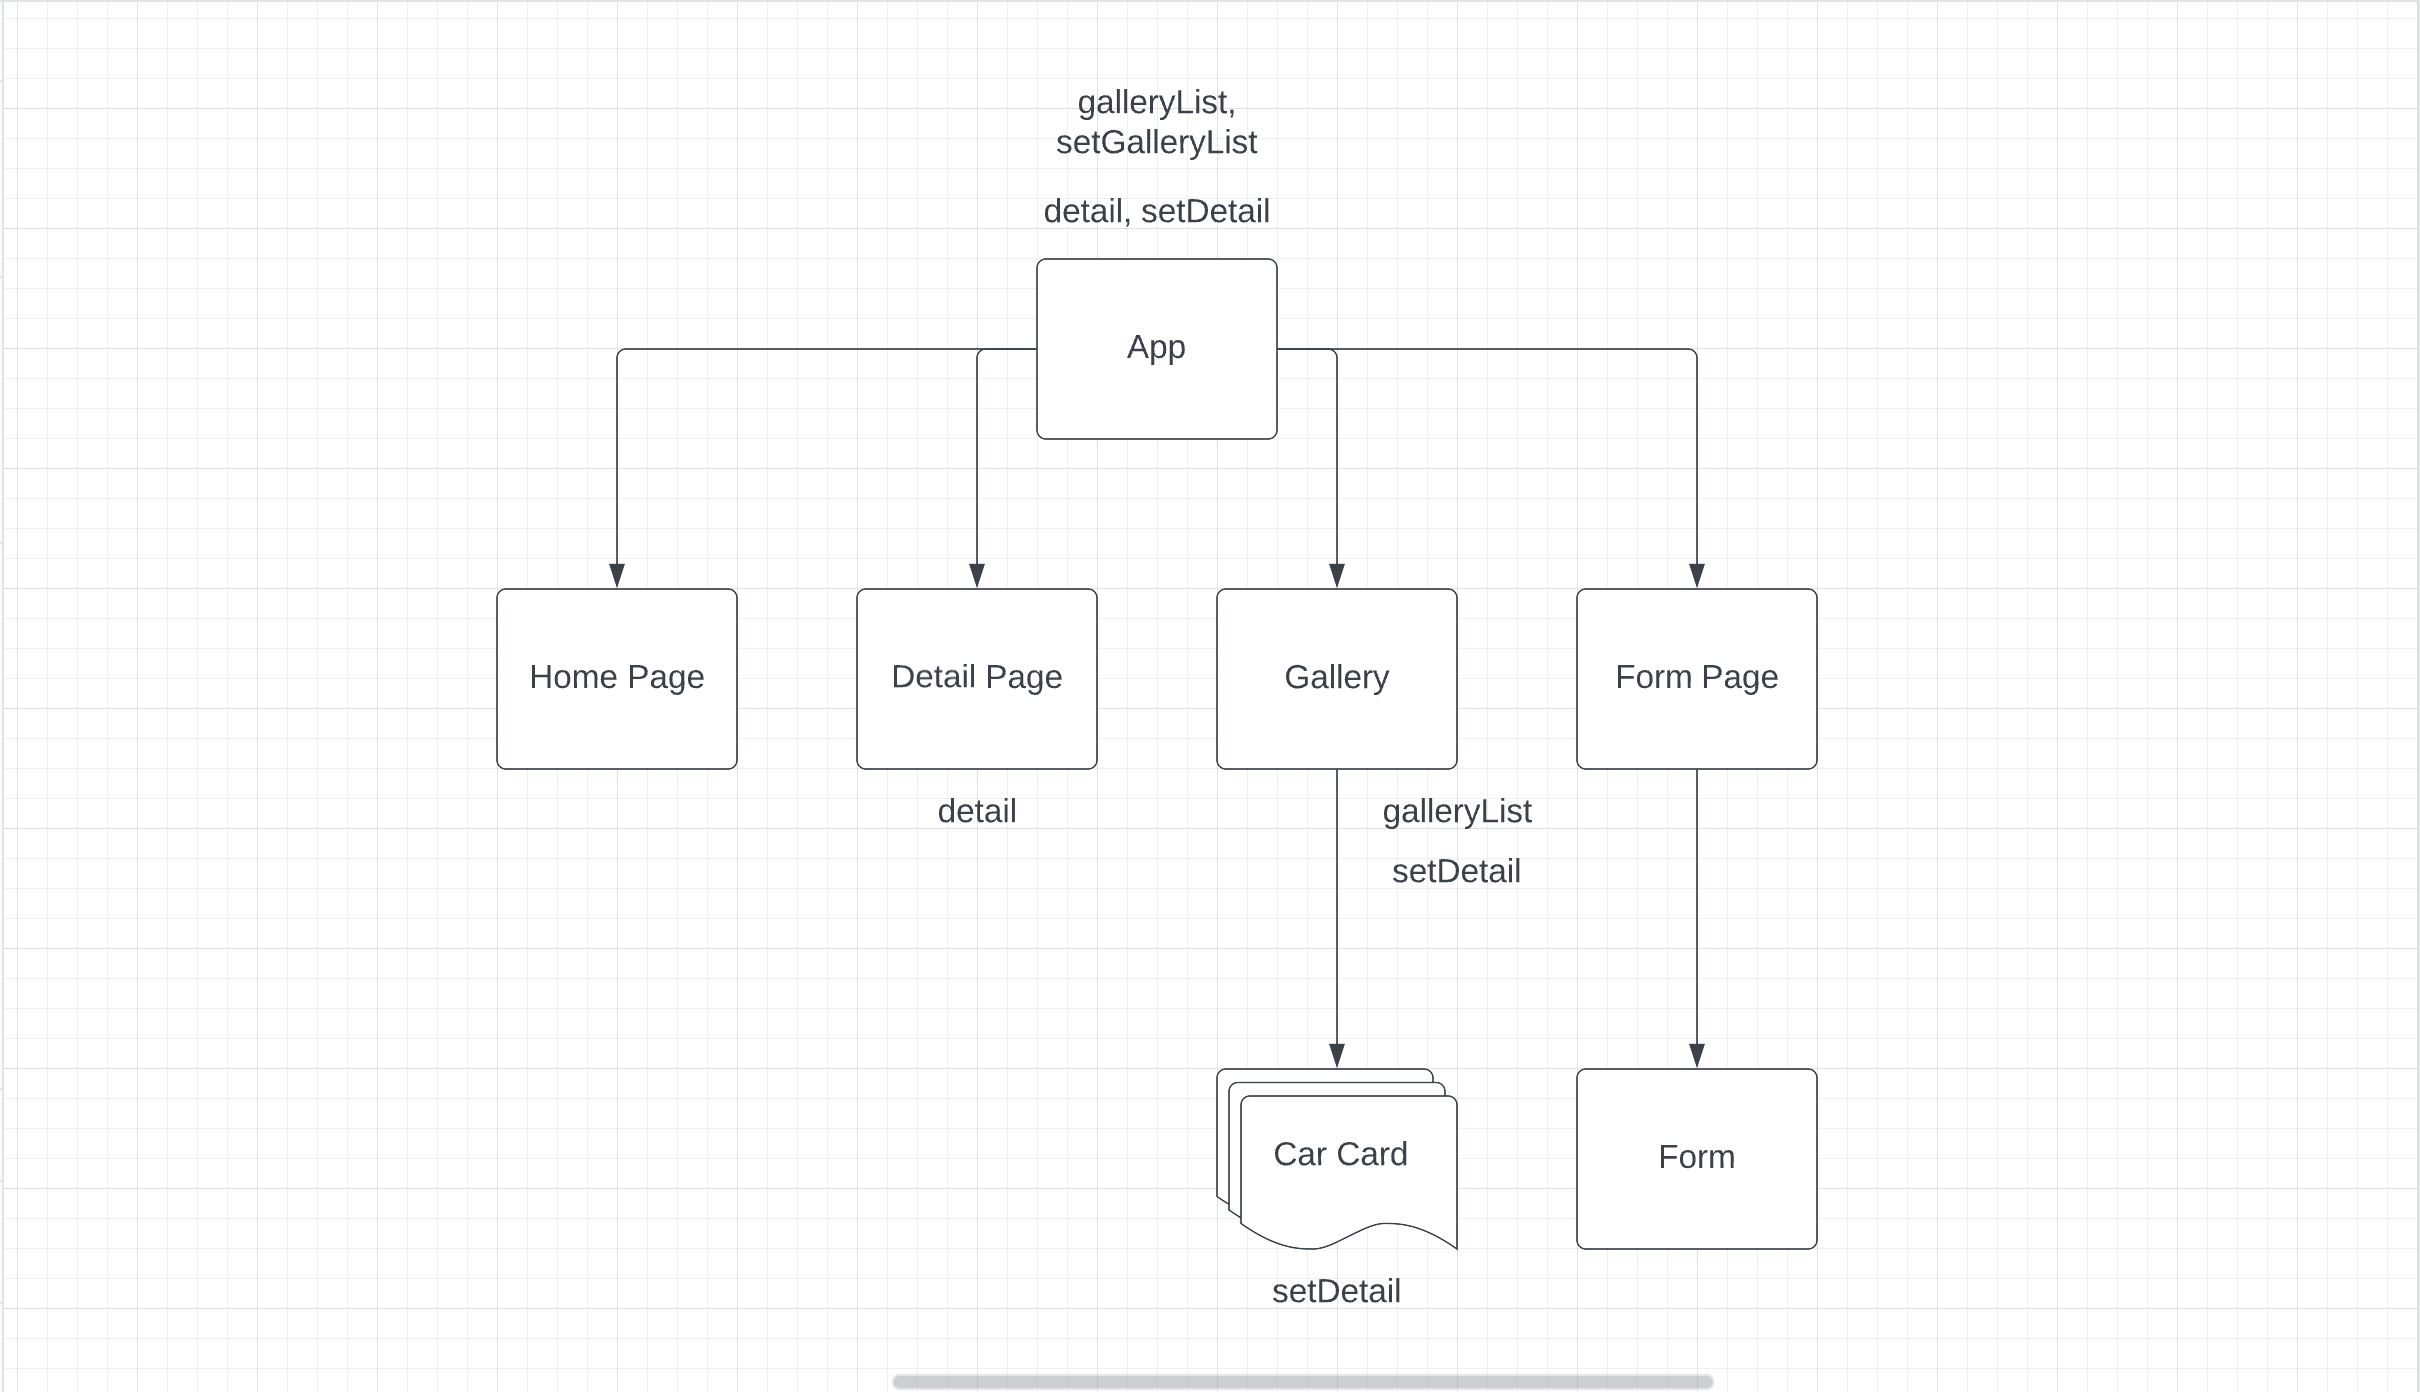 galleryList,
setGalleryList
detail, setDetail
App
Home Page
Detail Page
Gallery
Form Page
detail
galleryList
setDetail
Car Card
Form
setDetail